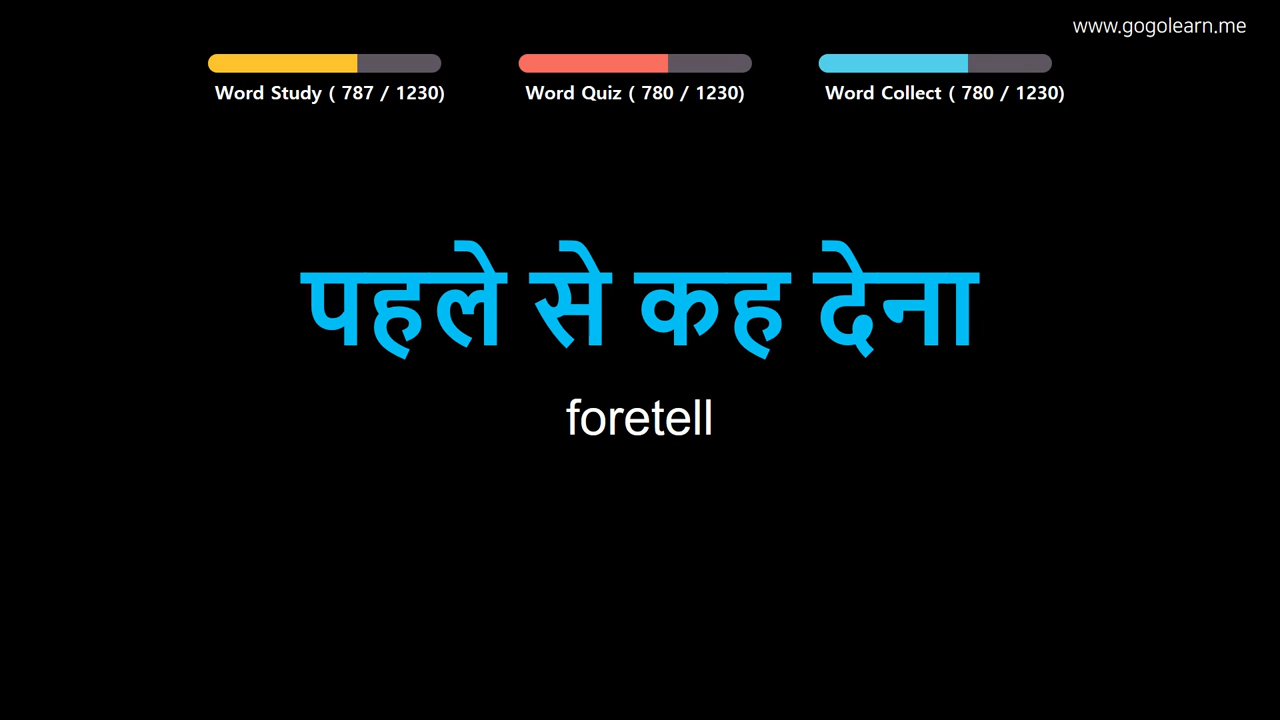 www.gogolearn.me
Word Study ( 787 / 1230) Word Quiz ( 780 / 1230) Word Collect ( 780 / 1230)
पहले से कह देना
foretell